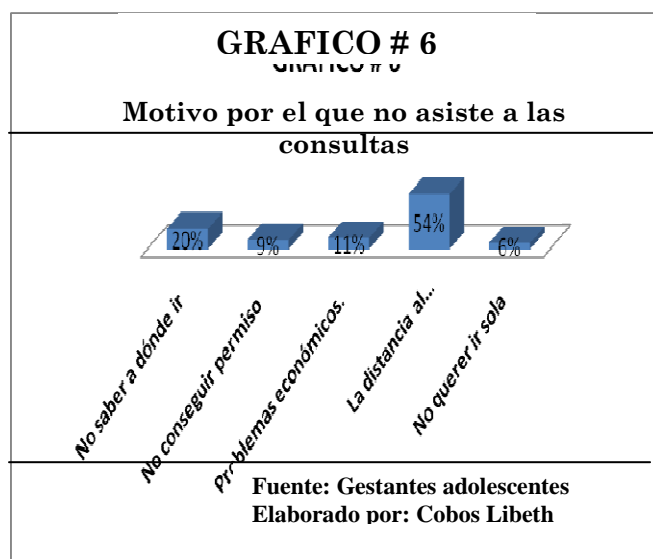 GRAFICO # 6
GRAFICO # 6
Motivo por el que no asiste a las
consultas
20%
9%
11%
54%
6%
No saber a dónde ir
No conseguir permiso
Problemas económicos.
La distancia al...
No querer ir sola
Fuente: Gestantes adolescentes
Elaborado por: Cobos Libeth